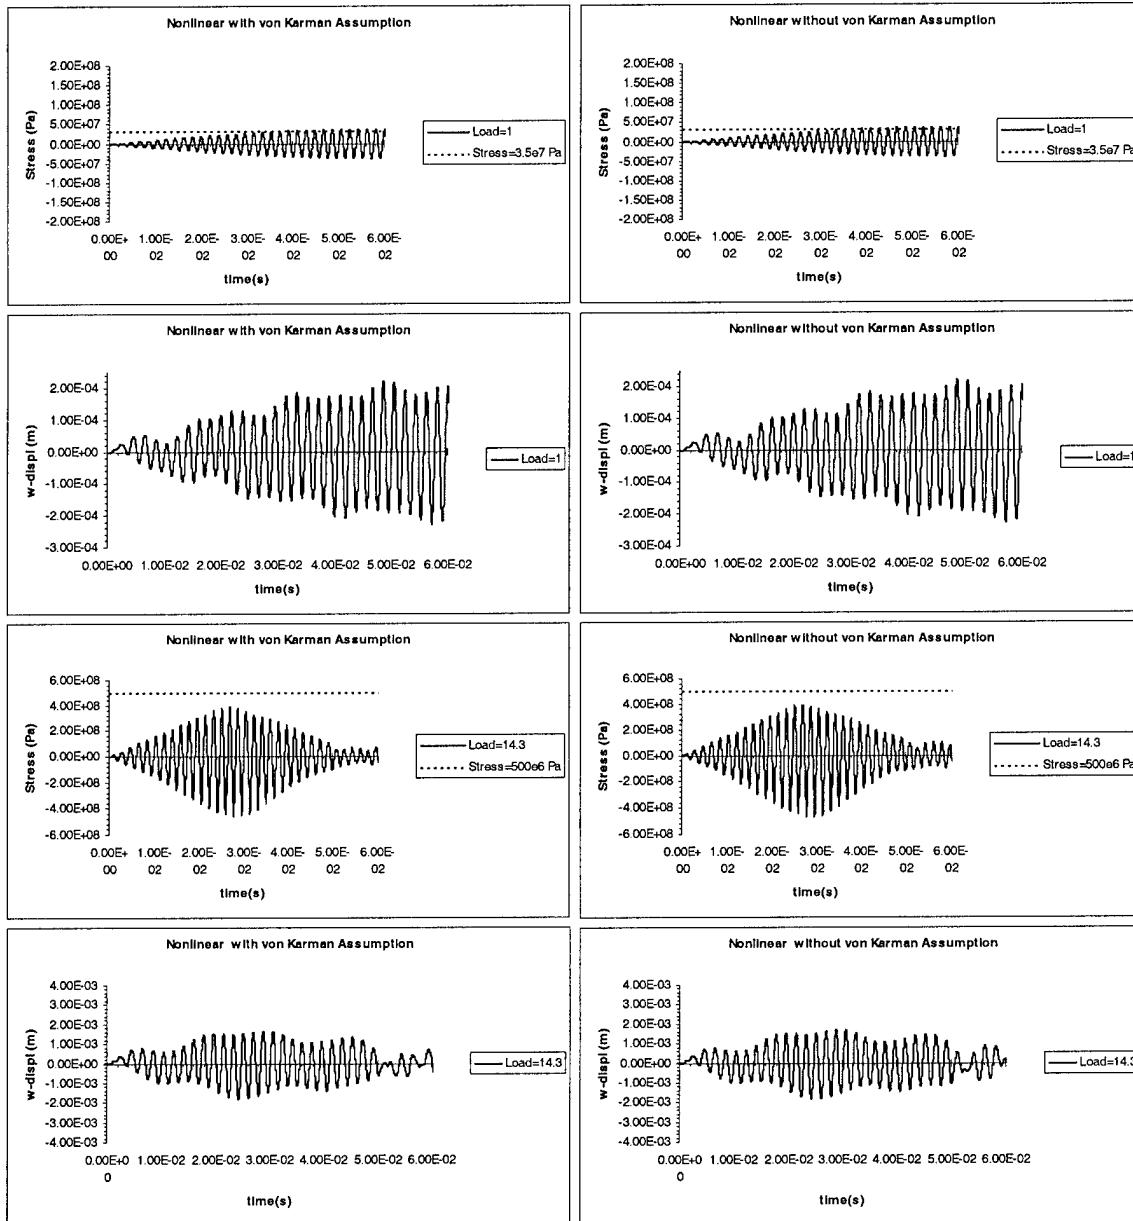 Nonlinear with von Karman Assumption
Stress (Pa)
2.00E+08
1.50E+08
1.00E+08
5.00E+07
0.00E+00
-5.00E+07
-1.00E+08
-1.50E+08
-2.00E+08
0.00E+ 1.00E- 2.00E- 3.00E- 4.00E- 5.00E- 6.00E-
00 02 02 02 02 02 02
time(s)
Load=1
Stress=3.5e7 Pa
Nonlinear without von Karman Assumption
Stress (Pa)
2.00E+08
1.50E+08
1.00E+08
5.00E+07
0.00E+00
-5.00E+07
-1.00E+08
-1.50E+08
-2.00E+08
0.00E+ 1.00E- 2.00E- 3.00E- 4.00E- 5.00E- 6.00E-
00 02 02 02 02 02 02
time(s)
Load=1
Stress=3.5e7 Pa
Nonlinear with von Karman Assumption
w-displ (m)
2.00E-04
1.00E-04
0.00E+00
-1.00E-04
-2.00E-04
-3.00E-04
0.00E+00 1.00E-02 2.00E-02 3.00E-02 4.00E-02 5.00E-02 6.00E-02
time(s)
Load=1
Nonlinear without von Karman Assumption
w-displ (m)
2.00E-04
1.00E-04
0.00E+00
-1.00E-04
-2.00E-04
-3.00E-04
0.00E+00 1.00E-02 2.00E-02 3.00E-02 4.00E-02 5.00E-02 6.00E-02
time(s)
Load=1
Nonlinear with von Karman Assumption
Stress (Pa)
6.00E+08
4.00E+08
2.00E+08
0.00E+00
-2.00E+08
-4.00E+08
-6.00E+08
0.00E+ 1.00E- 2.00E- 3.00E- 4.00E- 5.00E- 6.00E-
00 02 02 02 02 02 02
time(s)
Load=14.3
Stress=500e6 Pa
Nonlinear without von Karman Assumption
Stress (Pa)
6.00E+08
4.00E+08
2.00E+08
0.00E+00
-2.00E+08
-4.00E+08
-6.00E+08
0.00E+ 1.00E- 2.00E- 3.00E- 4.00E- 5.00E- 6.00E-
00 02 02 02 02 02 02
time(s)
Load=14.3
Stress=500e6 Pa
Nonlinear with von Karman Assumption
w-displ (m)
4.00E-03
3.00E-03
2.00E-03
1.00E-03
0.00E+00
-1.00E-03
-2.00E-03
-3.00E-03
-4.00E-03
0.00E+0 1.00E-02 2.00E-02 3.00E-02 4.00E-02 5.00E-02 6.00E-02
0
time(s)
Load=14.3
Nonlinear without von Karman Assumption
w-displ (m)
4.00E-03
3.00E-03
2.00E-03
1.00E-03
0.00E+00
-1.00E-03
-2.00E-03
-3.00E-03
-4.00E-03
0.00E+0 1.00E-02 2.00E-02 3.00E-02 4.00E-02 5.00E-02 6.00E-02
0
time(s)
Load=14.3